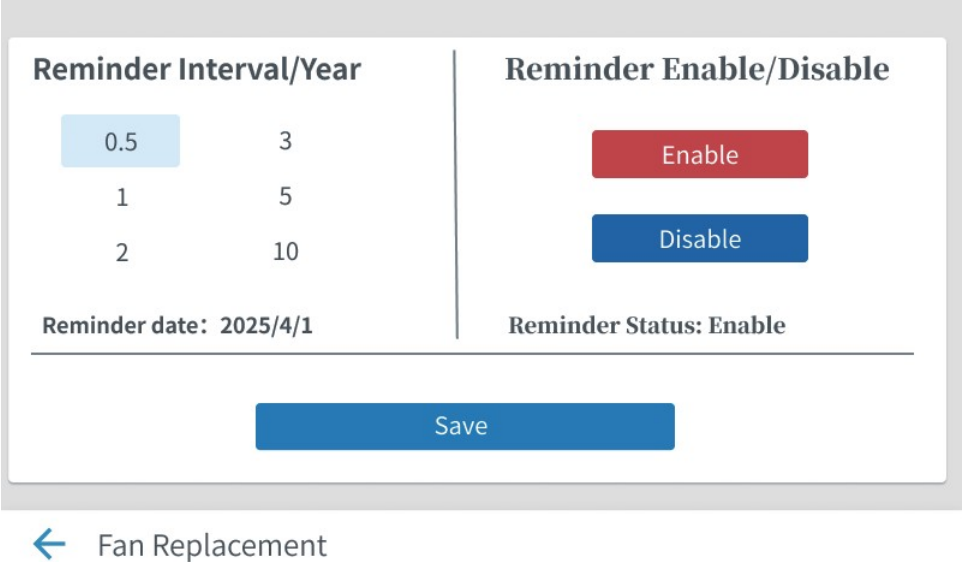 Reminder Interval/Year
0.5 3
1 5
2 10
Reminder date：2025/4/1
Reminder Enable/Disable
Enable
Disable
Reminder Status: Enable
Save
Fan Replacement